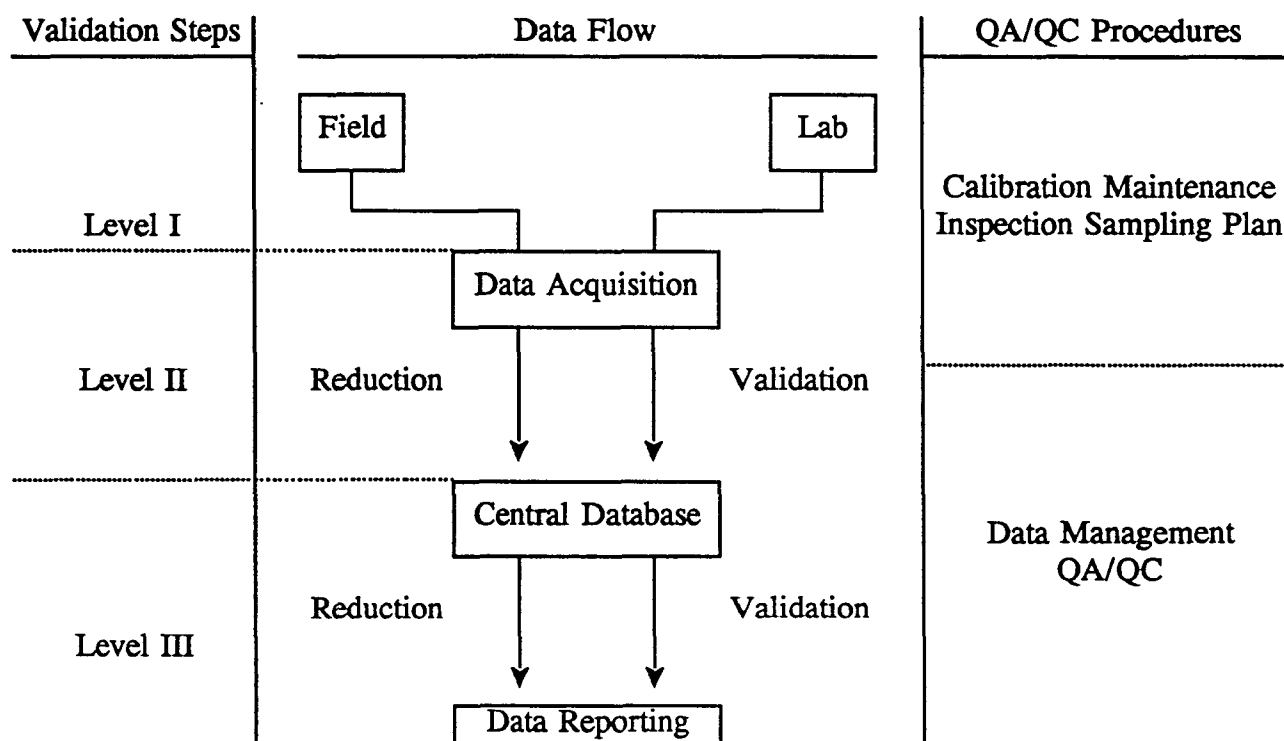 Validation Steps
Data Flow
QA/QC Procedures
Field
Lab
Calibration Maintenance
Inspection Sampling Plan
Level I
Data Acquisition
Level II
Reduction
Validation
Central Database
Data Management
QA/QC
Reduction
Validation
Level III
Data Reporting